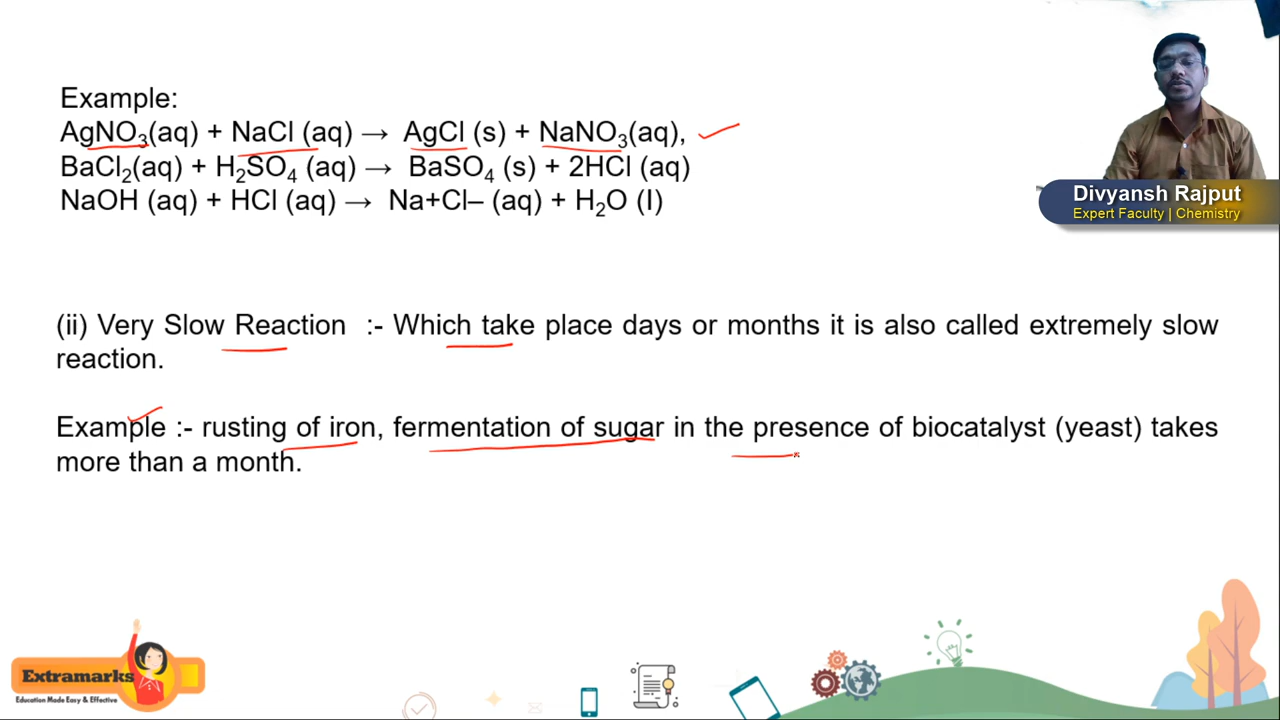 Example:
AgNO₃(aq) + NaCl (aq) → AgCl (s) + NaNO₃(aq),
BaCl₂(aq) + H₂SO₄ (aq) → BaSO₄ (s) + 2HCl (aq)
NaOH (aq) + HCl (aq) → Na+Cl– (aq) + H₂O (l)
Divyansh Rajput
Expert Faculty | Chemistry
(ii) Very Slow Reaction :- Which take place days or months it is also called extremely slow
reaction.
Example :- rusting of iron, fermentation of sugar in the presence of biocatalyst (yeast) takes
more than a month.
Extramarks
Education Made Easy & Effective